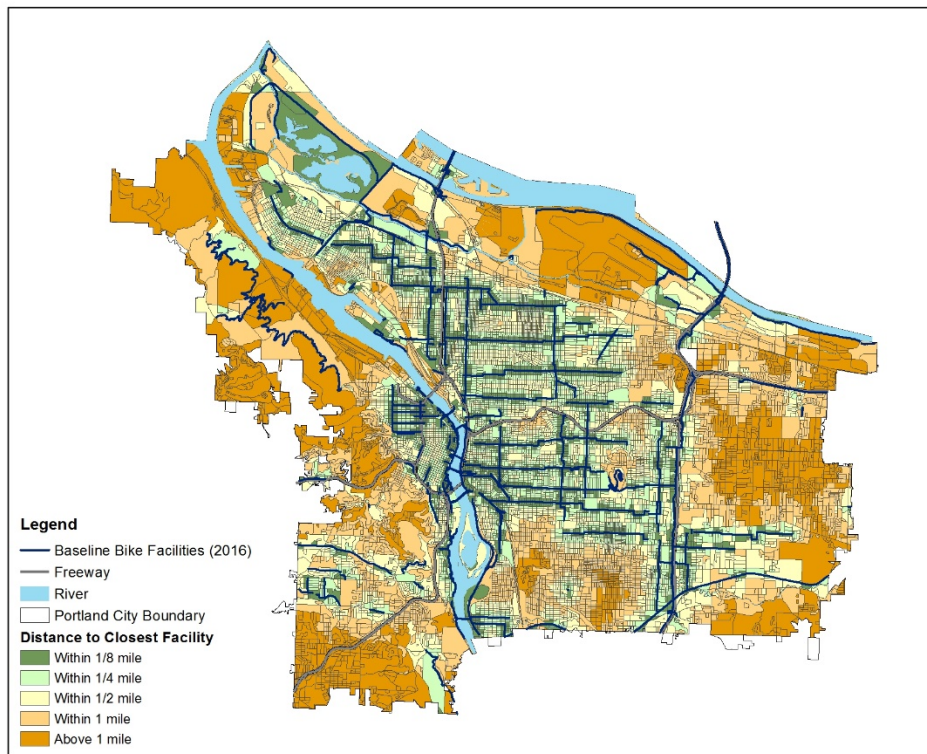 Legend
Baseline Bike Facilities (2016)
Freeway
River
Portland City Boundary
Distance to Closest Facility
Within 1/8 mile
Within 1/4 mile
Within 1/2 mile
Within 1 mile
Above 1 mile